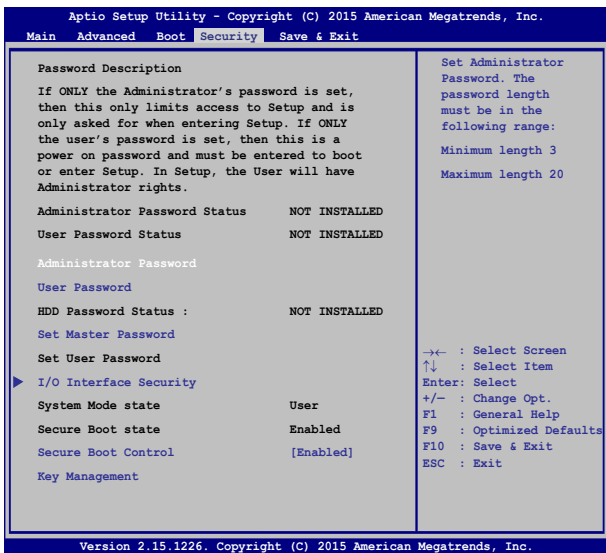 Aptio Setup Utility - Copyright (C) 2015 American Megatrends, Inc.
Main Advanced Boot Security Save & Exit
Password Description
If ONLY the Administrator's password is set,
then this only limits access to Setup and is
only asked for when entering Setup. If ONLY
the user's password is set, then this is a
power on password and must be entered to boot
or enter Setup. In Setup, the User will have
Administrator rights.
Administrator Password Status NOT INSTALLED
User Password Status NOT INSTALLED
Administrator Password
User Password
HDD Password Status : NOT INSTALLED
Set Master Password
Set User Password
I/O Interface Security
System Mode state User
Secure Boot state Enabled
Secure Boot Control [Enabled]
Key Management
Set Administrator
Password. The
password length
must be in the
following range:
Minimum length 3
Maximum length 20
→← : Select Screen
↑↓ : Select Item
Enter: Select
+/— : Change Opt.
F1 : General Help
F9 : Optimized Defaults
F10 : Save & Exit
ESC : Exit
Version 2.15.1226. Copyright (C) 2015 American Megatrends, Inc.